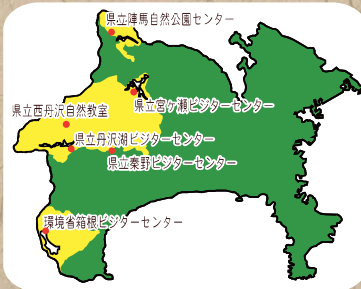 県立陣馬自然公園センター
県立宮ヶ瀬ビジターセンター
県立西丹沢自然教室
県立丹沢湖ビジターセンター
県立秦野ビジターセンター
環境省箱根ビジターセンター